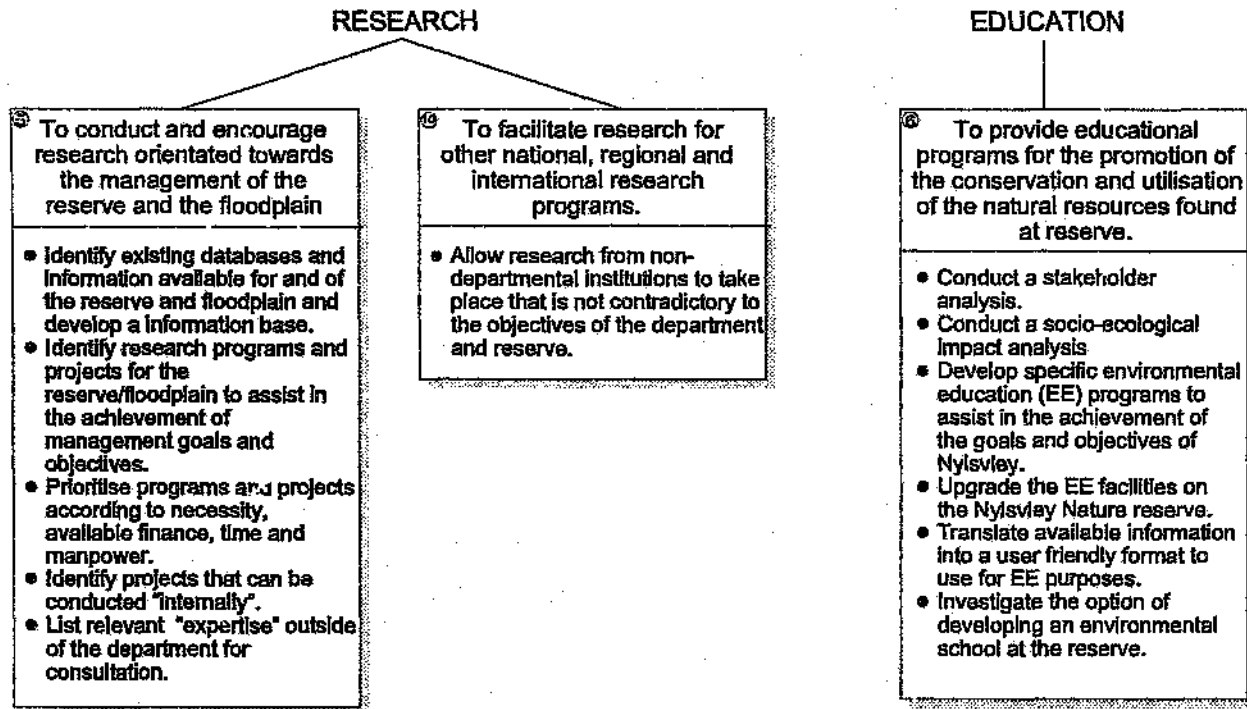 RESEARCH
To conduct and encourage
research orientated towards
the management of the
reserve and the floodplain
● Identify existing databases and
information available for and of
the reserve and floodplain and
develop a information base.
● Identify research programs and
projects for the
reserve/floodplain to assist in
the achievement of
management goals and
objectives.
● Prioritise programs and projects
according to necessity,
available finance, time and
manpower.
● Identify projects that can be
conducted "internally".
● List relevant "expertise" outside
of the department for
consultation.
To facilitate research for
other national, regional and
international research
programs.
● Allow research from non-
departmental institutions to take
place that is not contradictory to
the objectives of the department
and reserve.
EDUCATION
To provide educational
programs for the promotion of
the conservation and utilisation
of the natural resources found
at reserve.
● Conduct a stakeholder
analysis.
● Conduct a socio-ecological
impact analysis
● Develop specific environmental
education (EE) programs to
assist in the achievement of
the goals and objectives of
Nylsvley.
● Upgrade the EE facilities on
the Nylsvley Nature reserve.
● Translate available information
into a user friendly format to
use for EE purposes.
● Investigate the option of
developing an environmental
school at the reserve.